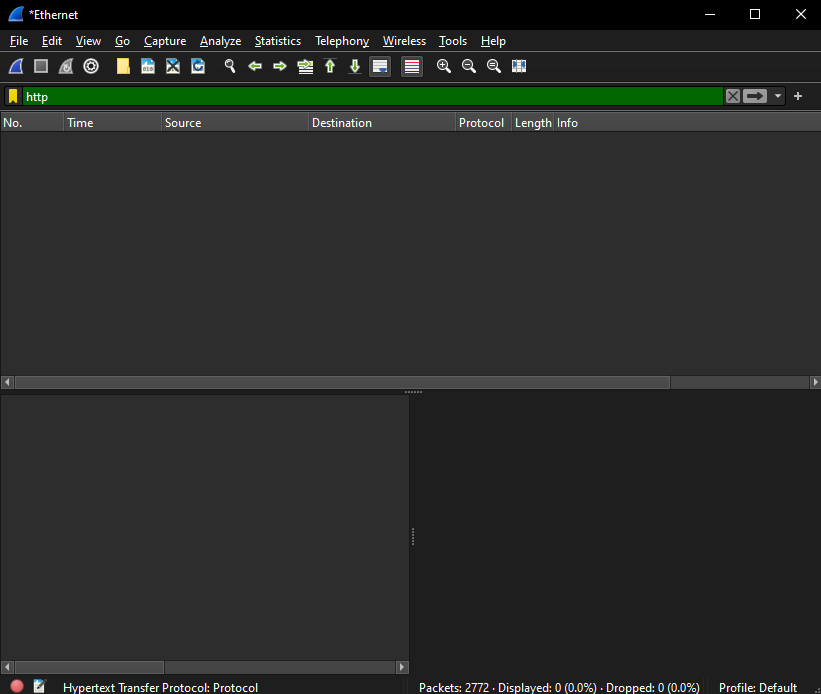 *Ethernet
File Edit View Go Capture Analyze Statistics Telephony Wireless Tools Help
http
No. Time Source Destination Protocol Length Info
Hypertext Transfer Protocol: Protocol Packets: 2772 · Displayed: 0 (0.0%) · Dropped: 0 (0.0%) Profile: Default